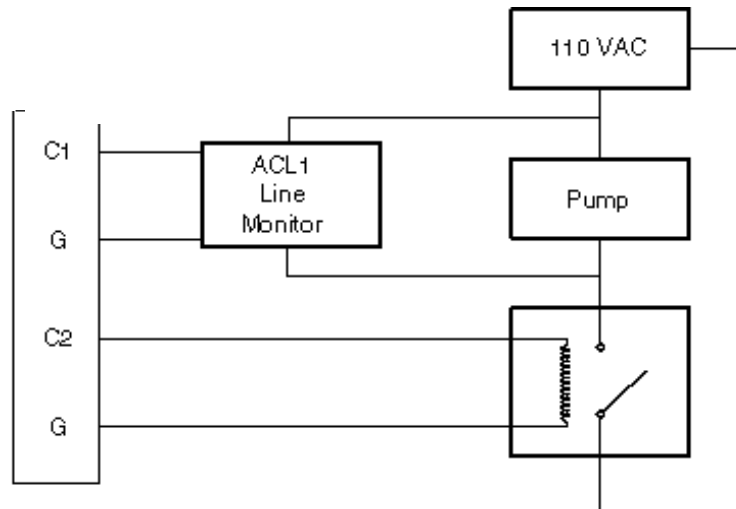 110 VAC
C1
ACL1
Line
Monitor
Pump
G
C2
G